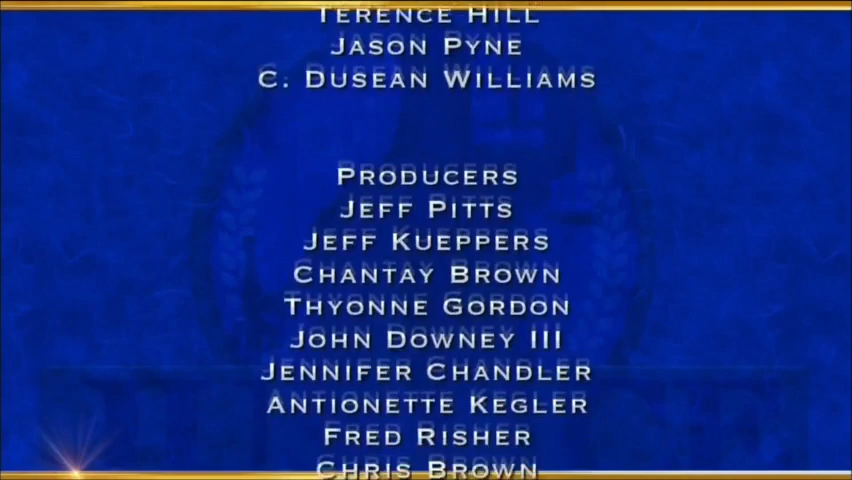 TERENCE HILL
JASON PYNE
C. DUSEAN WILLIAMS
PRODUCERS
JEFF PITTS
JEFF KUEPPERS
CHANTAY BROWN
THYONNE GORDON
JOHN DOWNEY III
JENNIFER CHANDLER
ANTIONETTE KEGLER
FRED RISHER
CHRIS BROWN